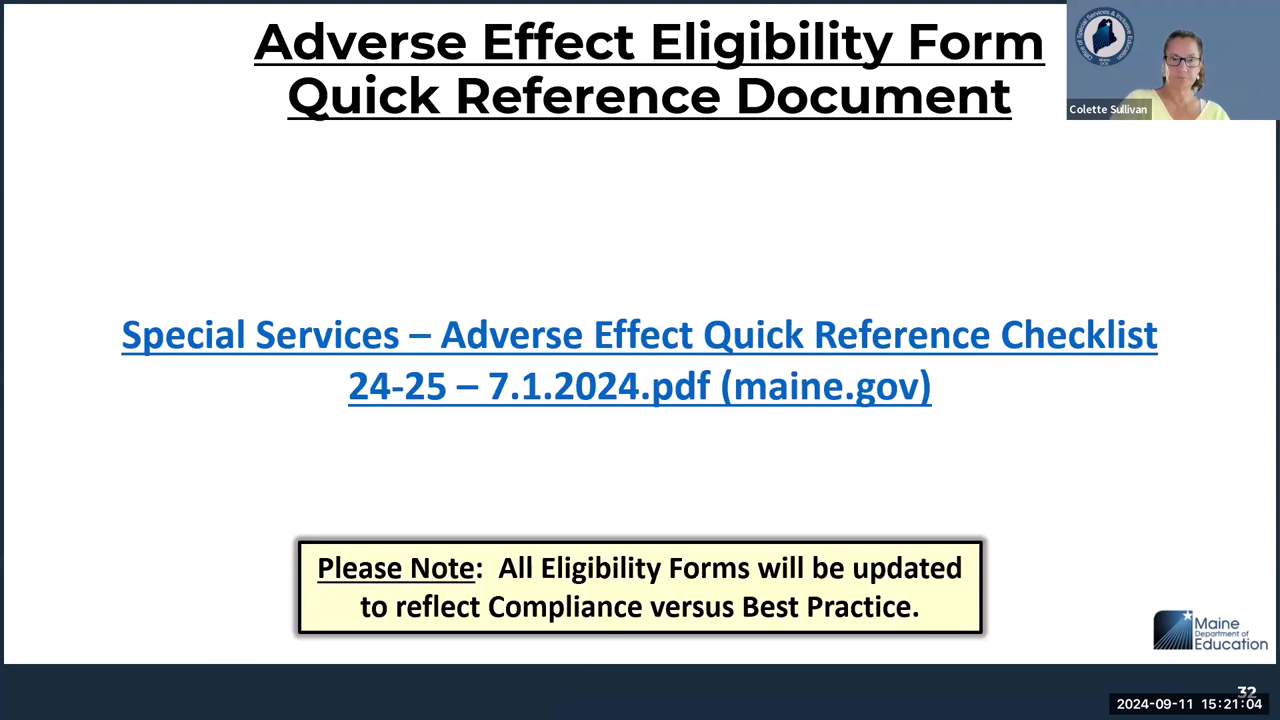 Adverse Effect Eligibility Form
Quick Reference Document
Colette Sullivan
Special Services – Adverse Effect Quick Reference Checklist
24-25 – 7.1.2024.pdf (maine.gov)
Please Note:  All Eligibility Forms will be updated
to reflect Compliance versus Best Practice.
Maine
Department of
Education
32
2024-09-11 15:21:04